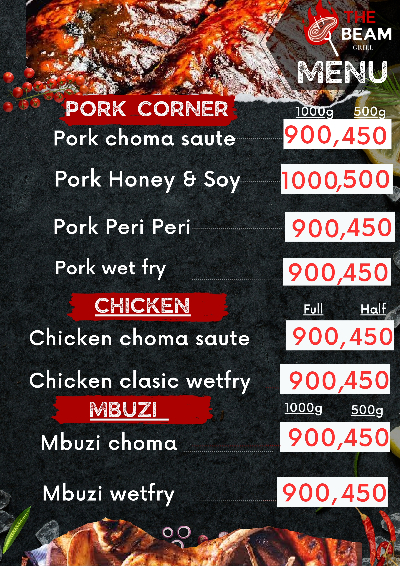 THE
BEAM
GRILL
MENU
PORK CORNER 1000g 500g
Pork choma saute 900,450
Pork Honey & Soy 1000,500
Pork Peri Peri 900,450
Pork wet fry 900,450
CHICKEN Full Half
Chicken choma saute 900,450
Chicken clasic wetfry 900,450
MBUZI 1000g 500g
Mbuzi choma 900,450
Mbuzi wetfry 900,450